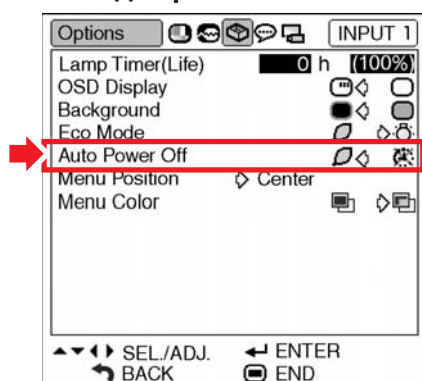 Options INPUT 1
Lamp Timer(Life) 0 h (100%)
OSD Display
Background
Eco Mode
Auto Power Off
Menu Position Center
Menu Color
SEL./ADJ. ENTER
BACK END